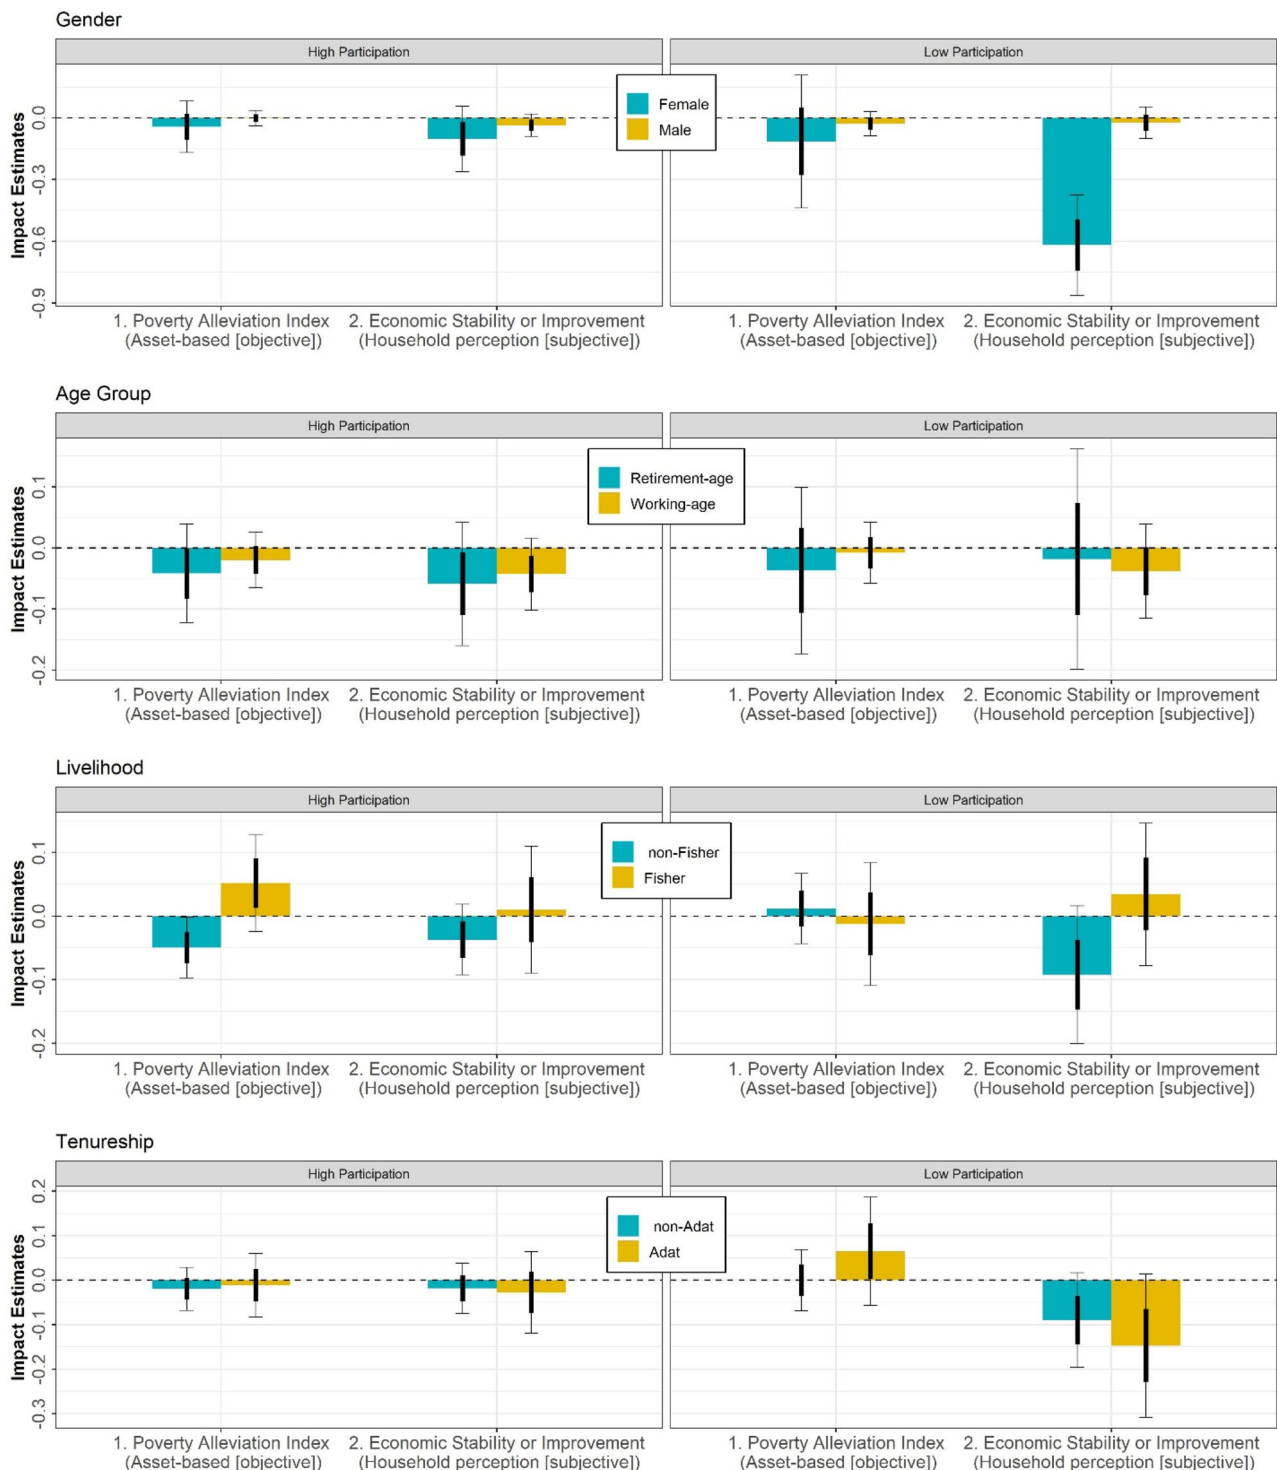 Gender
High Participation
Low Participation
Female
Male
Impact Estimates
0.0
-0.3
-0.6
-0.9
1. Poverty Alleviation Index
(Asset-based [objective])
2. Economic Stability or Improvement
(Household perception [subjective])
1. Poverty Alleviation Index
(Asset-based [objective])
2. Economic Stability or Improvement
(Household perception [subjective])
Age Group
High Participation
Low Participation
Retirement-age
Working-age
Impact Estimates
0.1
0.0
-0.1
-0.2
1. Poverty Alleviation Index
(Asset-based [objective])
2. Economic Stability or Improvement
(Household perception [subjective])
1. Poverty Alleviation Index
(Asset-based [objective])
2. Economic Stability or Improvement
(Household perception [subjective])
Livelihood
High Participation
Low Participation
non-Fisher
Fisher
Impact Estimates
0.1
0.0
-0.1
-0.2
1. Poverty Alleviation Index
(Asset-based [objective])
2. Economic Stability or Improvement
(Household perception [subjective])
1. Poverty Alleviation Index
(Asset-based [objective])
2. Economic Stability or Improvement
(Household perception [subjective])
Tenureship
High Participation
Low Participation
non-Adat
Adat
Impact Estimates
0.2
0.1
0.0
-0.1
-0.2
-0.3
1. Poverty Alleviation Index
(Asset-based [objective])
2. Economic Stability or Improvement
(Household perception [subjective])
1. Poverty Alleviation Index
(Asset-based [objective])
2. Economic Stability or Improvement
(Household perception [subjective])